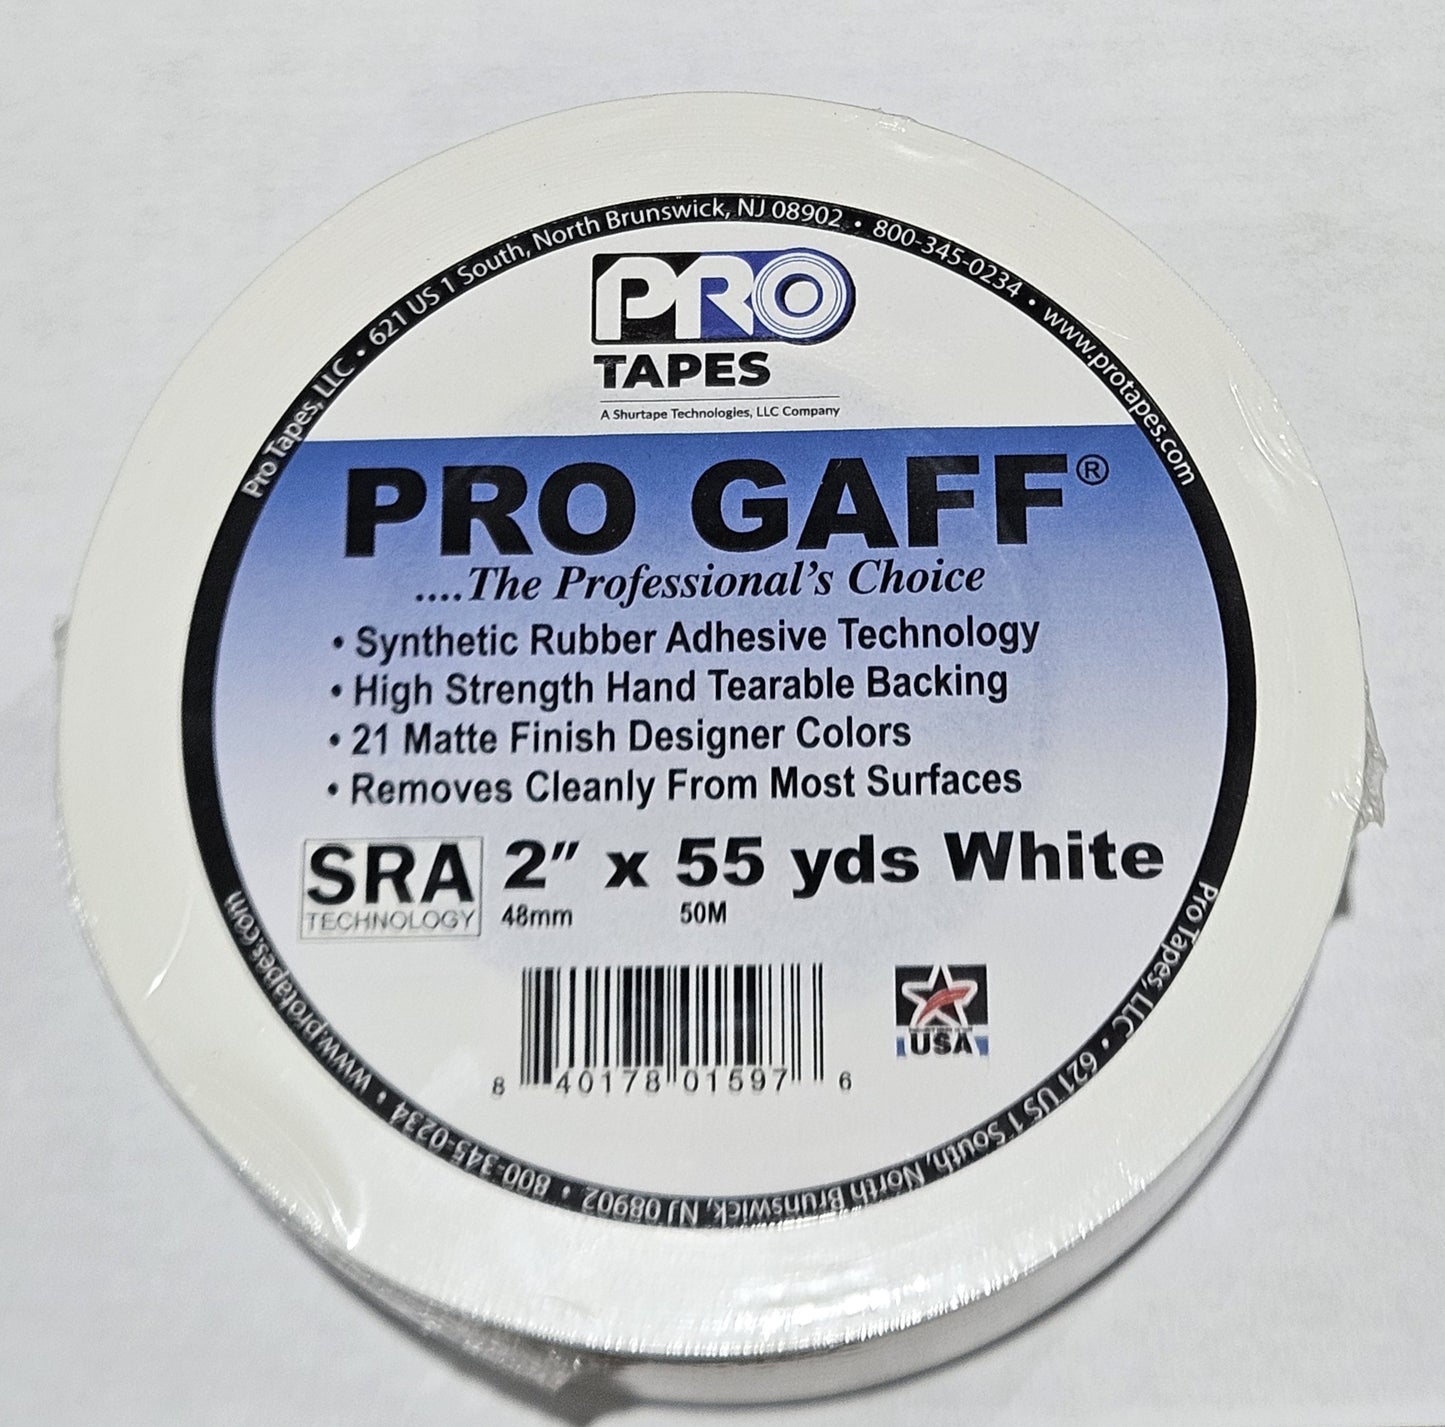 Pro Tapes, LLC • 621 US 1 South, North Brunswick, NJ 08902 • 800-345-0234 • www.protapes.com
PRO
TAPES
A Shurtape Technologies, LLC Company
PRO GAFF®
....The Professional's Choice
• Synthetic Rubber Adhesive Technology
• High Strength Hand Tearable Backing
• 21 Matte Finish Designer Colors
• Removes Cleanly From Most Surfaces
SRA 2" x 55 yds White
TECHNOLOGY 48mm 50M
USA
8 40178 01597 6
Pro Tapes, LLC • 621 US 1 South, North Brunswick, NJ 08902 • 800-345-0234 • www.protapes.com